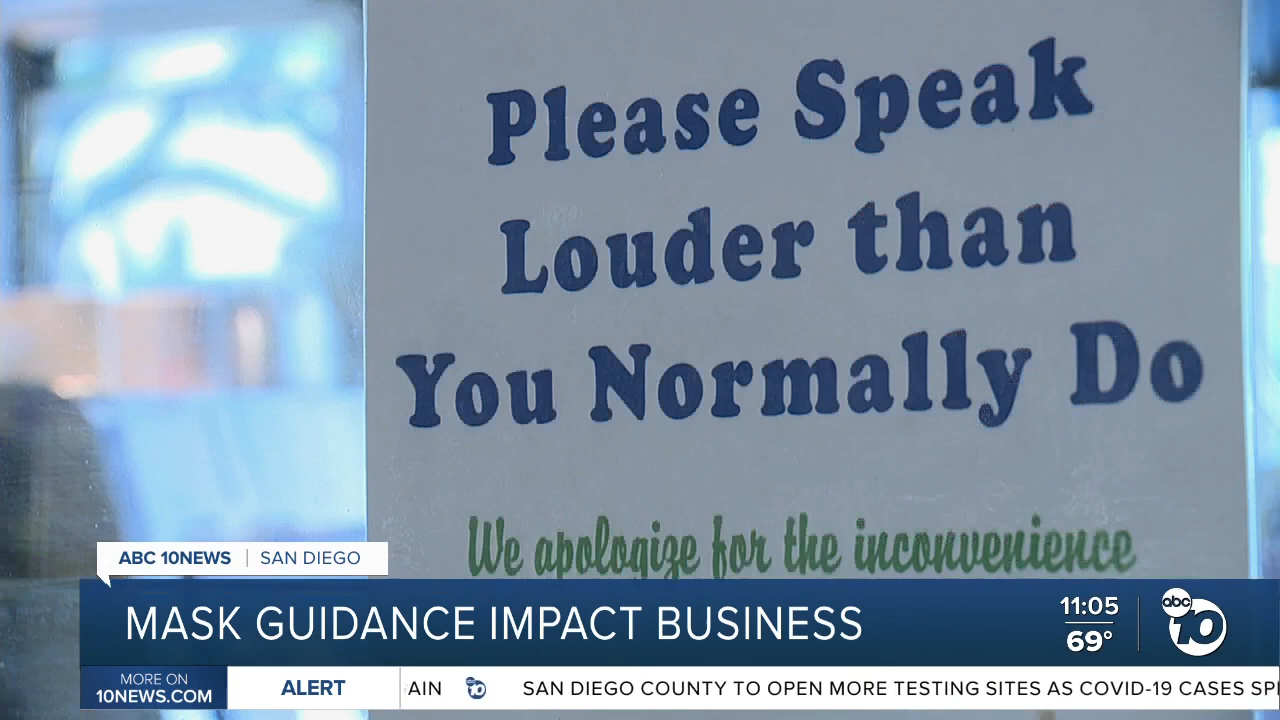 Please Speak
Louder than
You Normally Do
We apologize for the inconvenience
ABC 10NEWS | SAN DIEGO
MASK GUIDANCE IMPACT BUSINESS
11:05
69°
abc 10
MORE ON
10NEWS.COM
ALERT
AIN
SAN DIEGO COUNTY TO OPEN MORE TESTING SITES AS COVID-19 CASES